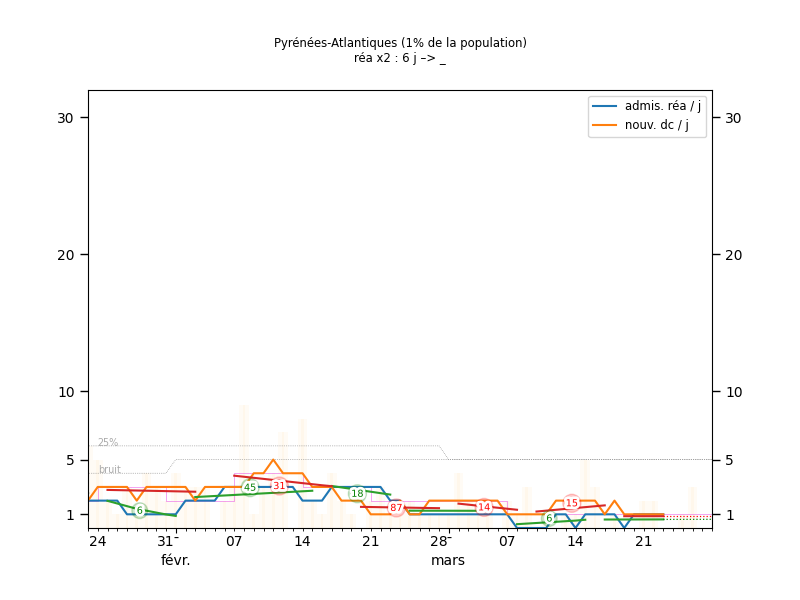 Pyrénées-Atlantiques (1% de la population)
réa x2 : 6 j –> _
admis. réa / j
nouv. dc / j
30 30
20 20
10 10
5 5
1 1
25%
bruit
45 31 18 87 14 6 15
24 31 07 14 21 28 07 14 21
févr. mars